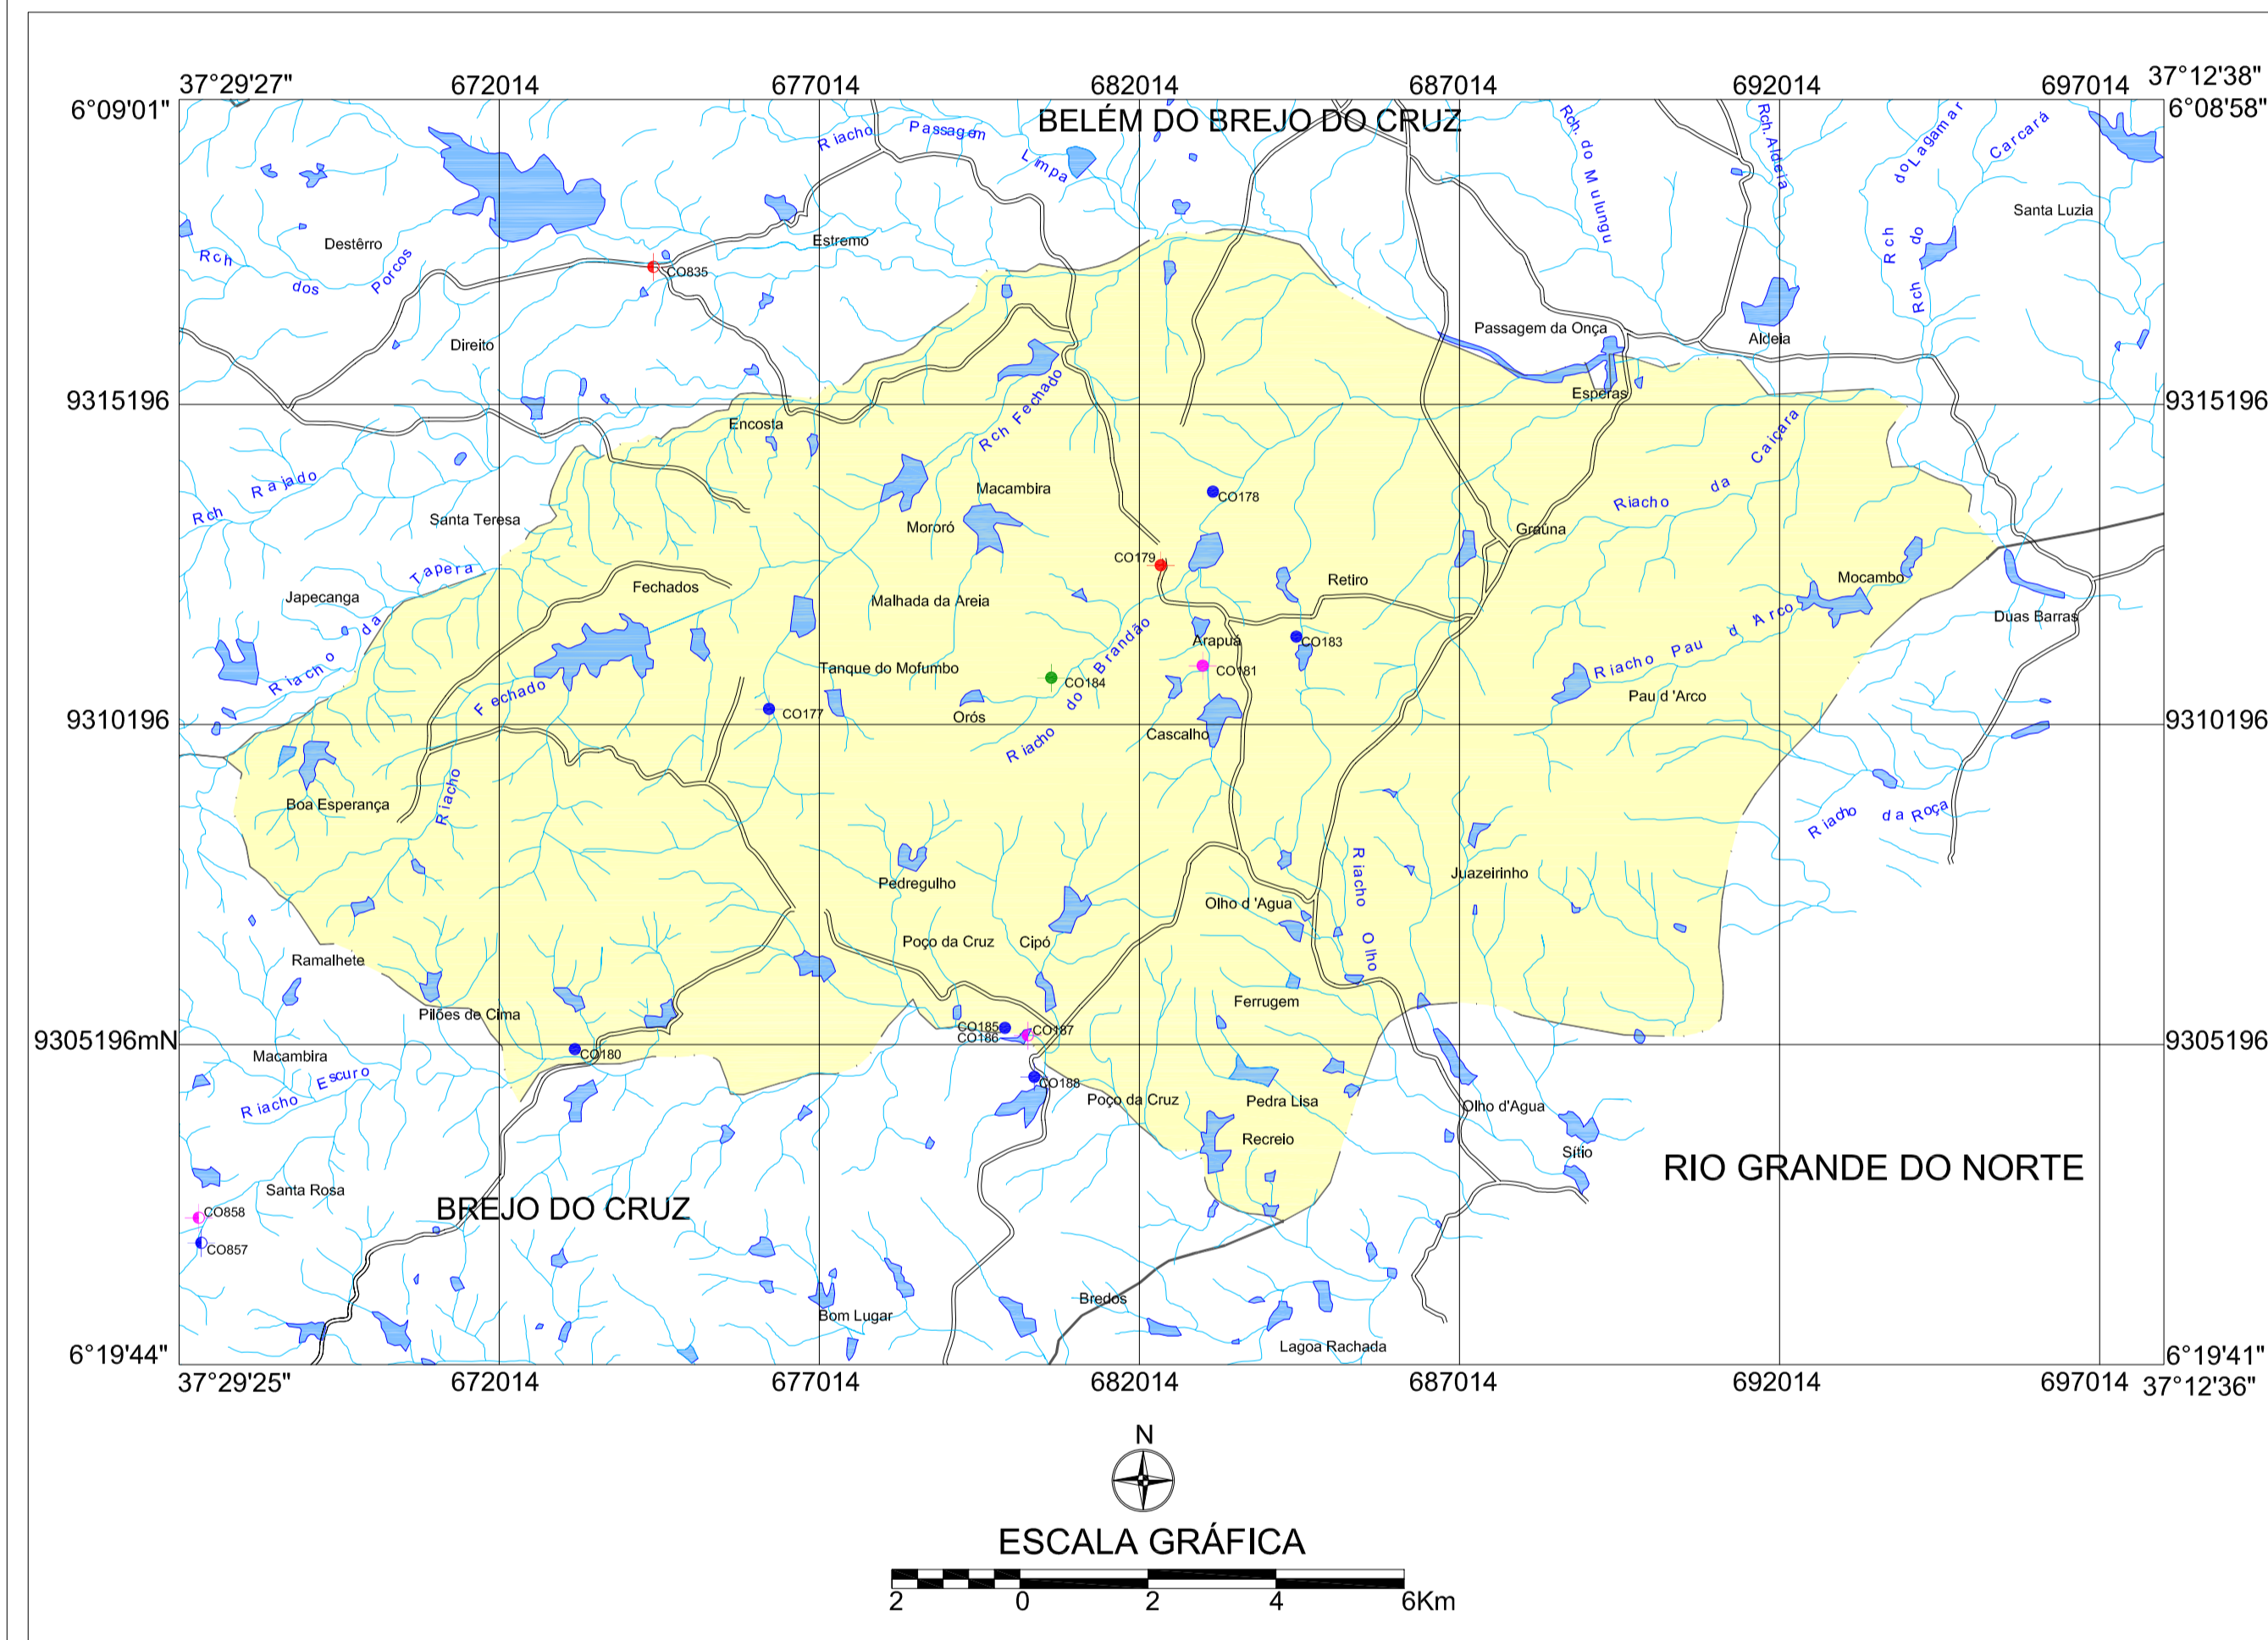 37°29'27" 672014 677014 682014 687014 692014 697014 37°12'38"
6°09'01" 6°08'58"
BELÉM DO BREJO DO CRUZ
Riacho Passagem Limpa
Rch. do Mulungu
Rch. Aldeia
Rch do Lagamar
Rch do Carcará
Santa Luzia
Destêrro
Estremo
Rch dos Porcos
CO835
Passagem da Onça
Aldeia
Direito
Esperas
9315196 9315196
Encosta
Rch Fechado
Riacho da Caiçara
Rch Rajado
Macambira
CO178
Santa Teresa
Mororó
Graúna
CO179
Riacho da Tapera
Fechados
Retiro
Mocambo
Japecanga
Malhada da Areia
Duas Barras
Arapuá
CO183
Riacho Pau d Arco
Tanque do Mofumbo
CO181
CO184
Riacho do Brandão
Riacho Fechado
Pau d 'Arco
CO177
Orós
9310196 9310196
Cascalho
Boa Esperança
Riacho da Roça
Juazeirinho
Pedregulho
Olho d 'Agua
Riacho Olho
Poço da Cruz
Cipó
Ramalhete
Ferrugem
Pilões de Cima
CO185
CO187
CO186
9305196mN 9305196
CO180
Macambira
CO188
Riacho Escuro
Poço da Cruz
Pedra Lisa
Olho d'Agua
Recreio
Sítio
RIO GRANDE DO NORTE
Santa Rosa
BREJO DO CRUZ
CO858
CO857
Bredos
Bom Lugar
Lagoa Rachada
6°19'44" 6°19'41"
37°29'25" 672014 677014 682014 687014 692014 697014 37°12'36"
N
ESCALA GRÁFICA
2 0 2 4 6Km